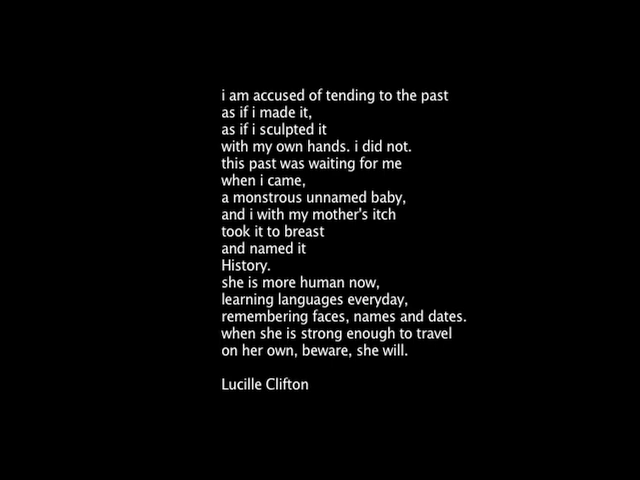 i am accused of tending to the past
as if i made it,
as if i sculpted it
with my own hands. i did not.
this past was waiting for me
when i came,
a monstrous unnamed baby,
and i with my mother's itch
took it to breast
and named it
History.
she is more human now,
learning languages everyday,
remembering faces, names and dates.
when she is strong enough to travel
on her own, beware, she will.
Lucille Clifton